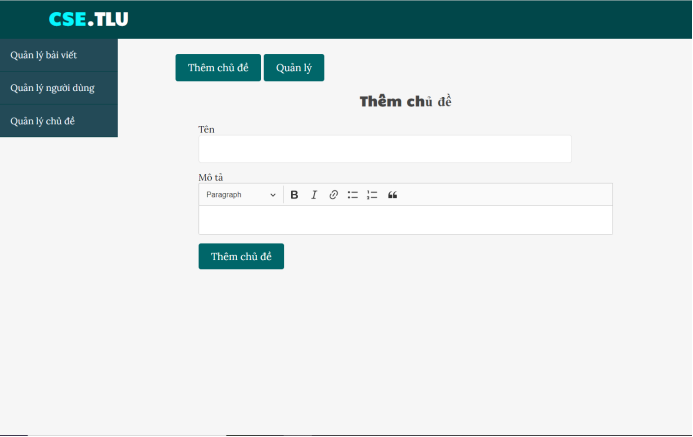 CSE.TLU
Quản lý bài viết
Quản lý người dùng
Quản lý chủ đề
Thêm chủ đề
Quản lý
Thêm chủ đề
Tên
Mô tả
Paragraph
Thêm chủ đề